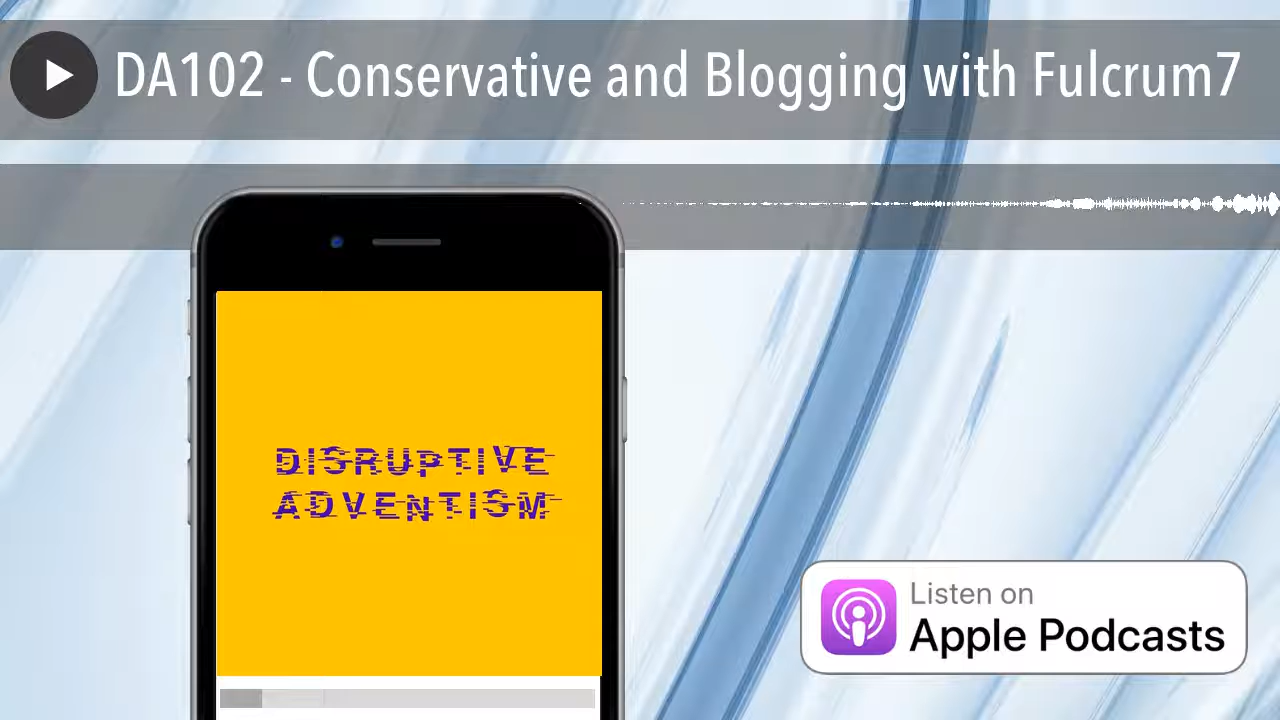 DA102 - Conservative and Blogging with Fulcrum7
DISRUPTIVE
ADVENTISM
Listen on
Apple Podcasts